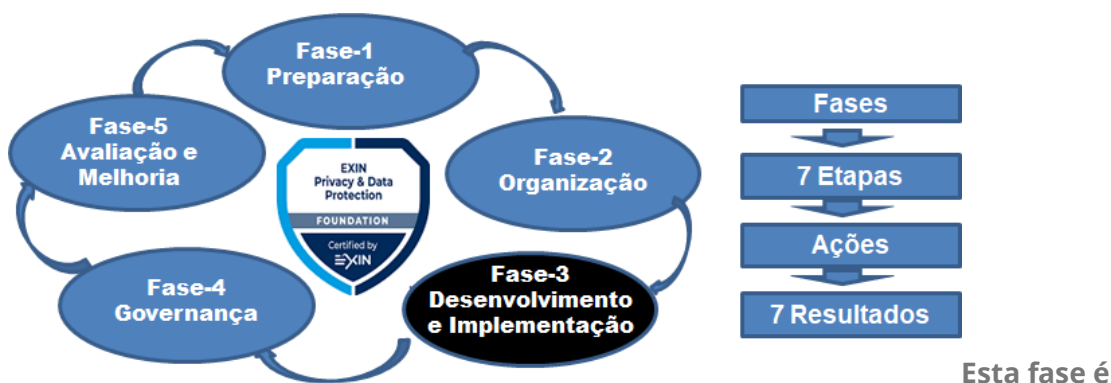 Fase-1
Preparação
Fase-2
Organização
Fase-3
Desenvolvimento
e Implementação
Fase-4
Governança
Fase-5
Avaliação e
Melhoria
EXIN
Privacy & Data
Protection
FOUNDATION
Certified by
EXIN
Fases
7 Etapas
Ações
7 Resultados
Esta fase é